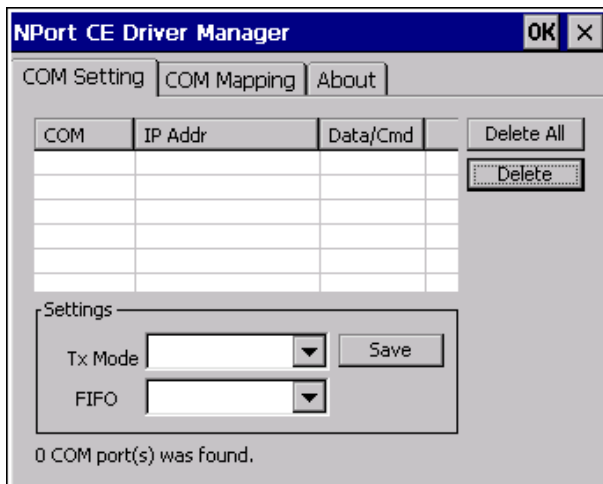 NPort CE Driver Manager OK ×
COM Setting COM Mapping About
COM IP Addr Data/Cmd Delete All
Delete
Settings
Tx Mode Save
FIFO
0 COM port(s) was found.